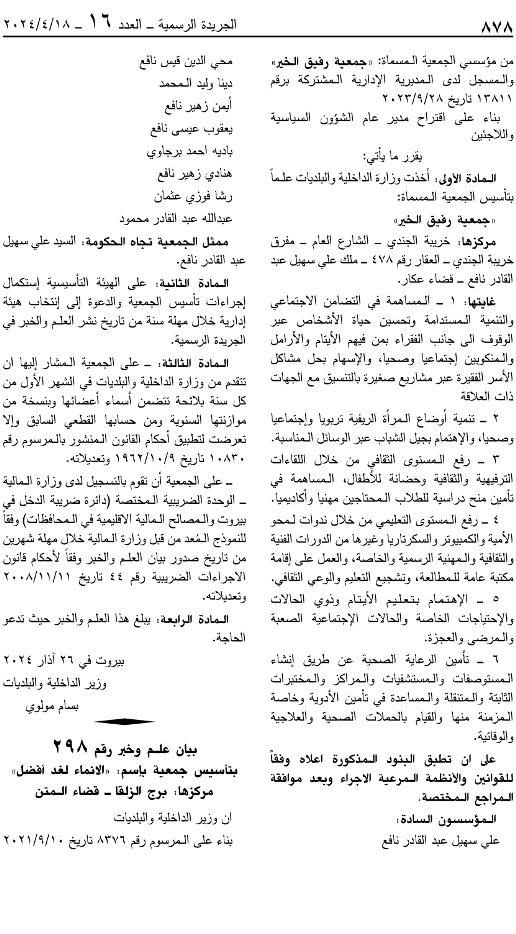 ٨٧٨
الجريدة الرسمية ـ العدد ١٦ ـ ٢٠٢٤/٤/١٨
من مؤسسي الجمعية المسماة: «جمعية رفيق الخير»
والمسجل لدى المديرية الإدارية المشتركة برقم
١٣٨١١ تاريخ ٢٠٢٣/٩/٢٨
بناء على اقتراح مدير عام الشؤون السياسية
واللاجئين
يقرر ما يأتي:
المادة الأولى: أخذت وزارة الداخلية والبلديات علماً
بتأسيس الجمعية المسماة:
«جمعية رفيق الخير»
مركزها: خريبة الجندي ـ الشارع العام ـ مفرق
خريبة الجندي ـ العقار رقم ٤٧٨ ـ ملك علي سهيل عبد
القادر نافع ـ قضاء عكار.
غايتها: ١ ـ المساهمة في التضامن الاجتماعي
والتنمية المستدامة وتحسين حياة الأشخاص عبر
الوقوف الى جانب الفقراء بمن فيهم الأيتام والأرامل
والمنكوبين إجتماعيا وصحيا، والإسهام بحل مشاكل
الأسر الفقيرة عبر مشاريع صغيرة بالتنسيق مع الجهات
ذات العلاقة
٢ ـ تنمية أوضاع المرأة الريفية تربويا وإجتماعيا
وصحيا، والإهتمام بجيل الشباب عبر الوسائل المناسبة.
٣ ـ رفع المستوى الثقافي من خلال اللقاءات
الترفيهية والثقافية وحضانة للأطفال، المساهمة في
تأمين منح دراسية للطلاب المحتاجين مهنيا وأكاديميا.
٤ ـ رفع المستوى التعليمي من خلال ندوات لمحو
الأمية والكمبيوتر والسكرتاريا وغيرها من الدورات الفنية
والثقافية والمهنية الرسمية والخاصة، والعمل على إقامة
مكتبة عامة للمطالعة، وتشجيع التعليم والوعي الثقافي.
٥ ـ الإهتمام بتعليم الأيتام وذوي الحالات
والإحتياجات الخاصة والحالات الإجتماعية الصعبة
والمرضى والعجزة.
٦ ـ تأمين الرعاية الصحية عن طريق إنشاء
المستوصفات والمستشفيات والمراكز والمختبرات
الثابتة والمتنقلة والمساعدة في تأمين الأدوية وخاصة
المزمنة منها والقيام بالحملات الصحية والعلاجية
والوقائية.
على ان تطبق البنود المذكورة اعلاه وفقاً
للقوانين والأنظمة المرعية الاجراء وبعد موافقة
المراجع المختصة.
المؤسسون السادة:
علي سهيل عبد القادر نافع
محي الدين قيس نافع
دينا وليد المحمد
أيمن زهير نافع
يعقوب عيسى نافع
باديه احمد برجاوي
هنادي زهير نافع
رشا فوزي عثمان
عبدالله عبد القادر محمود
ممثل الجمعية تجاه الحكومة: السيد علي سهيل
عبد القادر نافع.
المادة الثانية: على الهيئة التأسيسية إستكمال
إجراءات تأسيس الجمعية والدعوة إلى إنتخاب هيئة
إدارية خلال مهلة سنة من تاريخ نشر العلم والخبر في
الجريدة الرسمية.
المادة الثالثة: ـ على الجمعية المشار إليها ان
تتقدم من وزارة الداخلية والبلديات في الشهر الأول من
كل سنة بلائحة تتضمن أسماء أعضائها وبنسخة من
موازنتها السنوية ومن حسابها القطعي السابق وإلا
تعرضت لتطبيق أحكام القانون المنشور بالمرسوم رقم
١٠٨٣٠ تاريخ ١٩٦٢/١٠/٩ وتعديلاته.
ـ على الجمعية أن تقوم بالتسجيل لدى وزارة المالية
ـ الوحدة الضريبية المختصة (دائرة ضريبة الدخل في
بيروت والمصالح المالية الاقليمية في المحافظات) وفقاً
للنموذج المُعد من قبل وزارة المالية خلال مهلة شهرين
من تاريخ صدور بيان العلم والخبر وفقاً لأحكام قانون
الاجراءات الضريبية رقم ٤٤ تاريخ ٢٠٠٨/١١/١١
وتعديلاته.
المادة الرابعة: يبلغ هذا العلم والخبر حيث تدعو
الحاجة.
بيروت في ٢٦ آذار ٢٠٢٤
وزير الداخلية والبلديات
بسام مولوي
بيان علم وخبر رقم ٢٩٨
بتأسيس جمعية بإسم: «الانماء لغد أفضل»
مركزها: برج الزلقا ـ قضاء المتن
ان وزير الداخلية والبلديات
بناء على المرسوم رقم ٨٣٧٦ تاريخ ٢٠٢١/٩/١٠